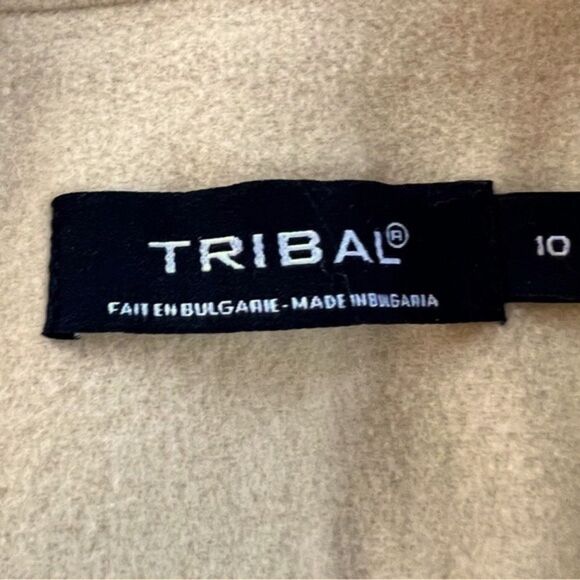 TRIBAL®
10
FAIT EN BULGARIE - MADE IN BULGARIA